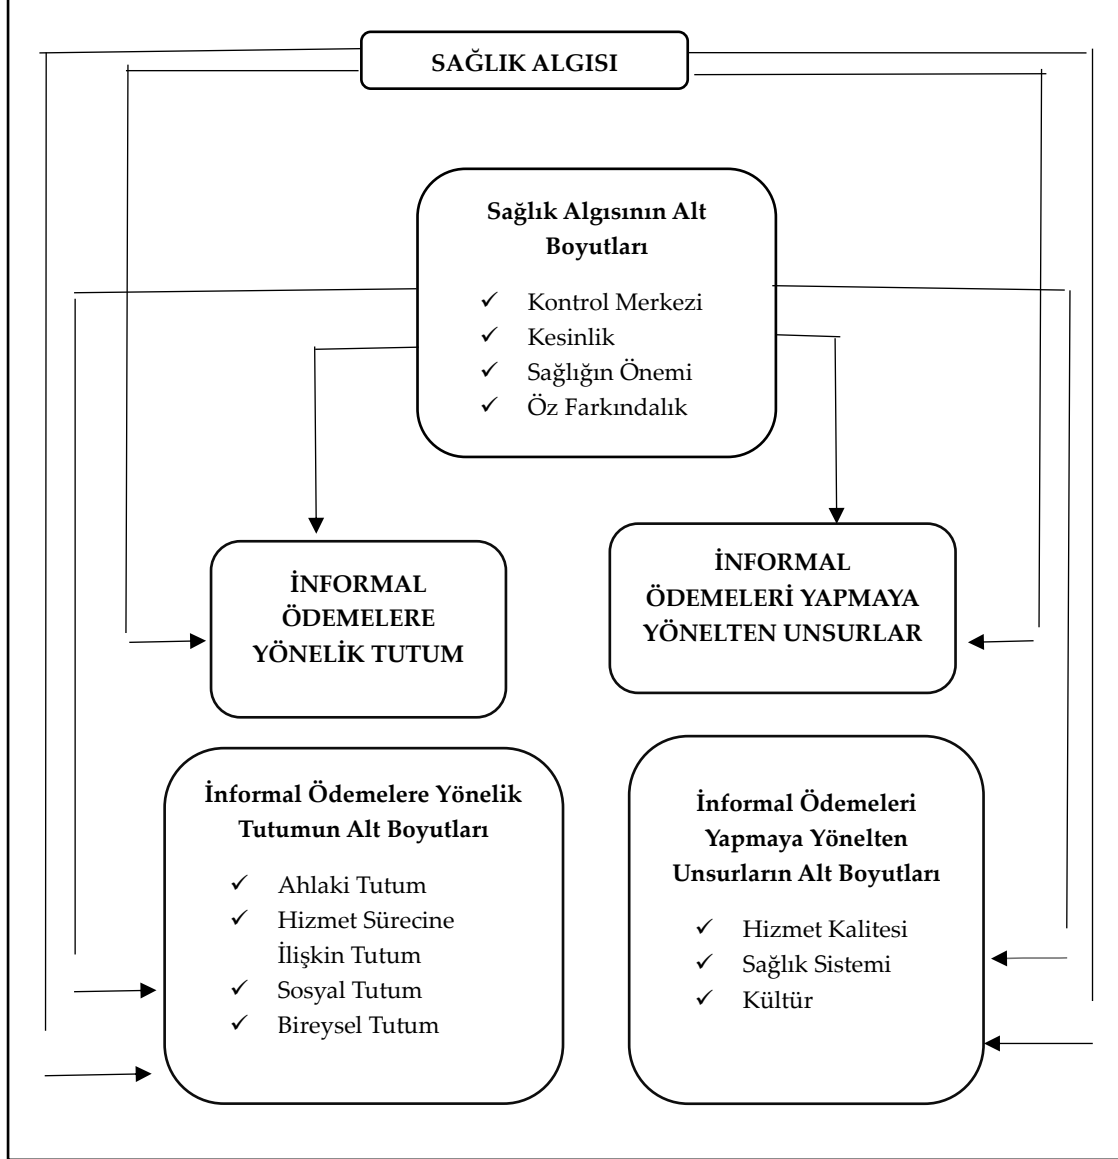 SAĞLIK ALGISI
Sağlık Algısının Alt
Boyutları
✓ Kontrol Merkezi
✓ Kesinlik
✓ Sağlığın Önemi
✓ Öz Farkındalık
İNFORMAL
ÖDEMELERE
YÖNELİK TUTUM
İNFORMAL
ÖDEMELERİ YAPMAYA
YÖNELTEN UNSURLAR
İnformal Ödemelere Yönelik
Tutumun Alt Boyutları
✓ Ahlaki Tutum
✓ Hizmet Sürecine
İlişkin Tutum
✓ Sosyal Tutum
✓ Bireysel Tutum
İnformal Ödemeleri
Yapmaya Yönelten
Unsurların Alt Boyutları
✓ Hizmet Kalitesi
✓ Sağlık Sistemi
✓ Kültür